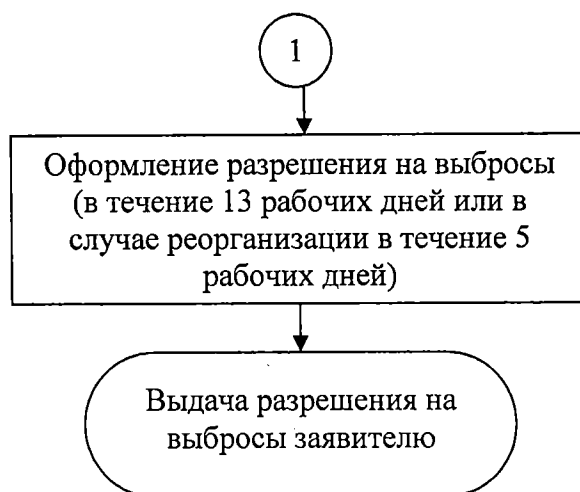 1
Оформление разрешения на выбросы
(в течение 13 рабочих дней или в
случае реорганизации в течение 5
рабочих дней)
Выдача разрешения на
выбросы заявителю